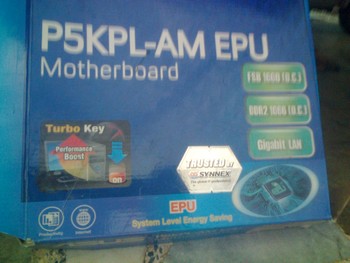 P5KPL-AM EPU
Motherboard
FSB 1600 (O.C.)
DDR2 1066 (O.C.)
Gigabit LAN
Turbo Key
Performance
Boost
TRUSTED BY
SYNNEX
EPU
System Level Energy Saving